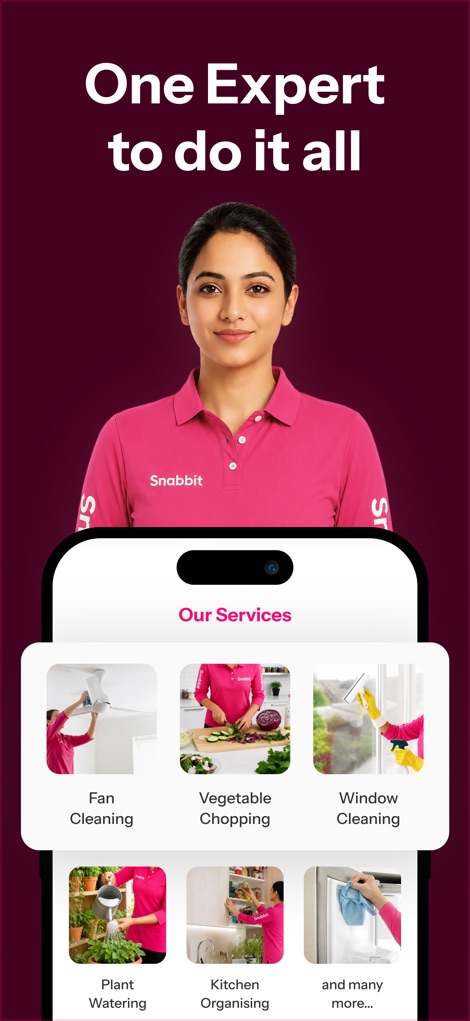 One Expert
to do it all
Snabbit
Our Services
Fan
Cleaning
Vegetable
Chopping
Window
Cleaning
Plant
Watering
Kitchen
Organising
and many
more...